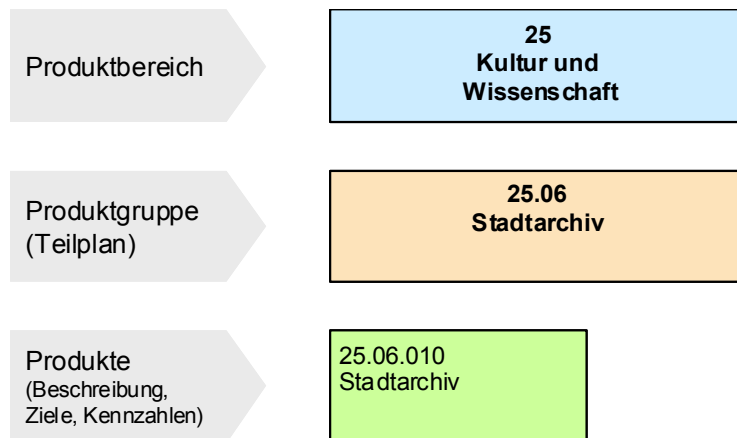 Produktbereich
25
Kultur und
Wissenschaft
Produktgruppe
(Teilplan)
25.06
Stadtarchiv
Produkte
(Beschreibung,
Ziele, Kennzahlen)
25.06.010
Stadtarchiv